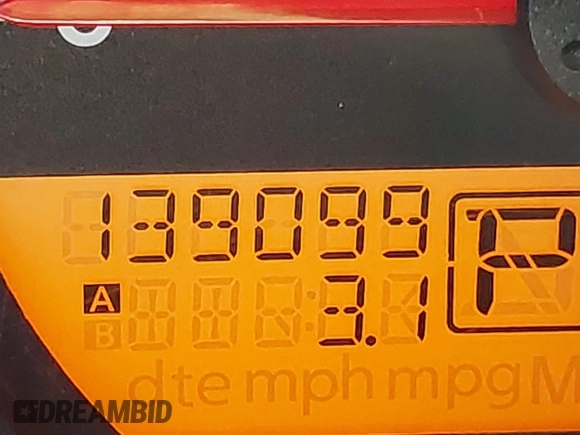 139099
P
A
3.1
B
dte mph mpg M
DREAMBID